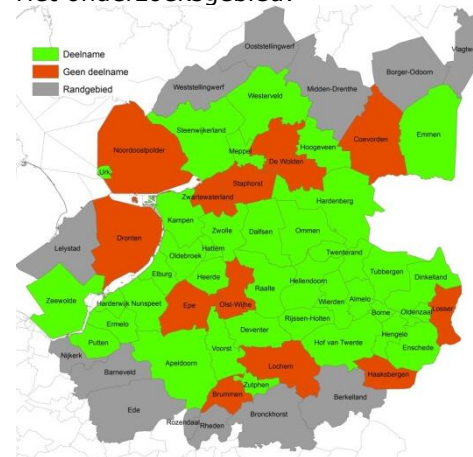 Het onderzoeksgebied:
Deelname
Geen deelname
Randgebied
Ooststellingwerf
Vlagtw
Weststellingwerf
Borger-Odoorn
Midden-Drenthe
Westerveld
Steenwijkerland
Emmen
Coevorden
Noordoostpolder
Meppel
Hoogeveen
De Wolden
Urk
Staphorst
Zwartewaterland
Hardenberg
Kampen
Dronten
Zwolle
Dalfsen
Ommen
Lelystad
Hattem
Oldebroek
Twenterand
Elburg
Heerde
Tubbergen
Dinkelland
Zeewolde
Hellendoorn
Raalte
Harderwijk
Nunspeet
Epe
Olst-Wijhe
Wierden
Almelo
Borne
Oldenzaal
Losser
Ermelo
Rijssen-Holten
Deventer
Hengelo
Putten
Hof van Twente
Enschede
Voorst
Nijkerk
Apeldoorn
Lochem
Barneveld
Haaksbergen
Zutphen
Brummen
Berkelland
Ede
Bronckhorst
Rozendaal
Rheden